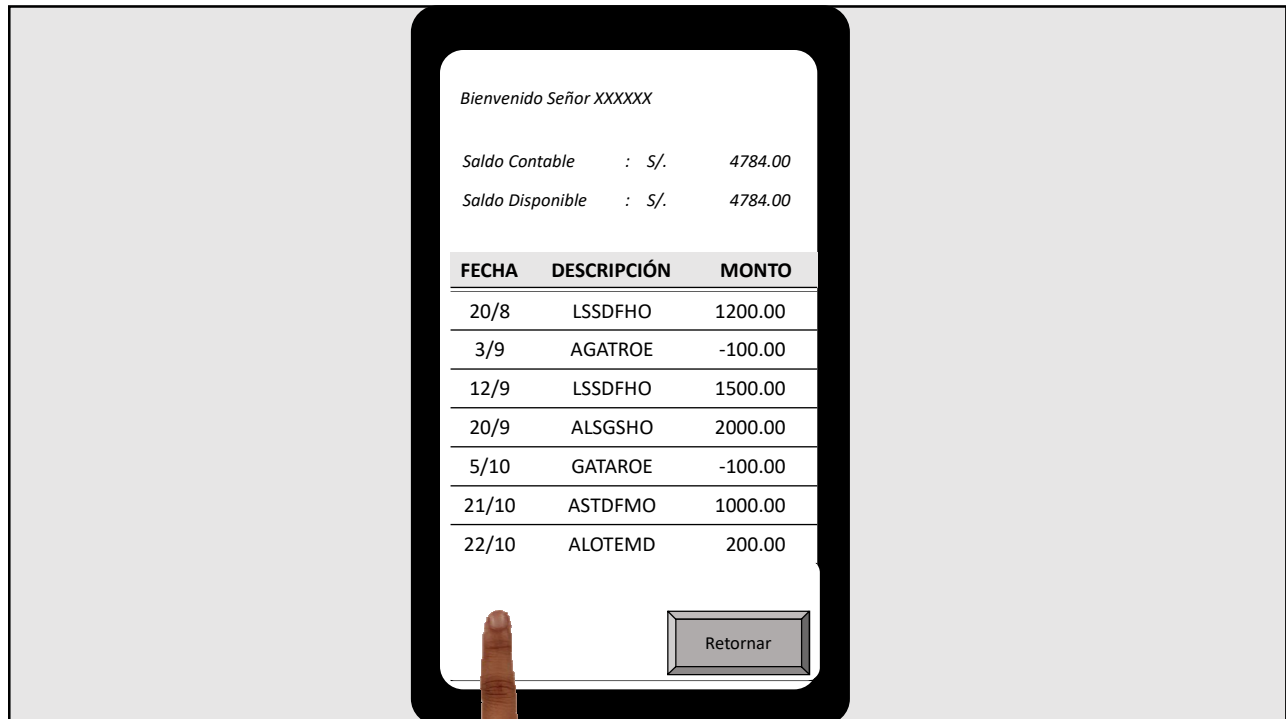 Bienvenido Señor XXXXXX
Saldo Contable : S/. 4784.00
Saldo Disponible : S/. 4784.00
FECHA DESCRIPCIÓN MONTO
20/8 LSSDFHO 1200.00
3/9 AGATROE -100.00
12/9 LSSDFHO 1500.00
20/9 ALSGSHO 2000.00
5/10 GATAROE -100.00
21/10 ASTDFMO 1000.00
22/10 ALOTEMD 200.00
Retornar